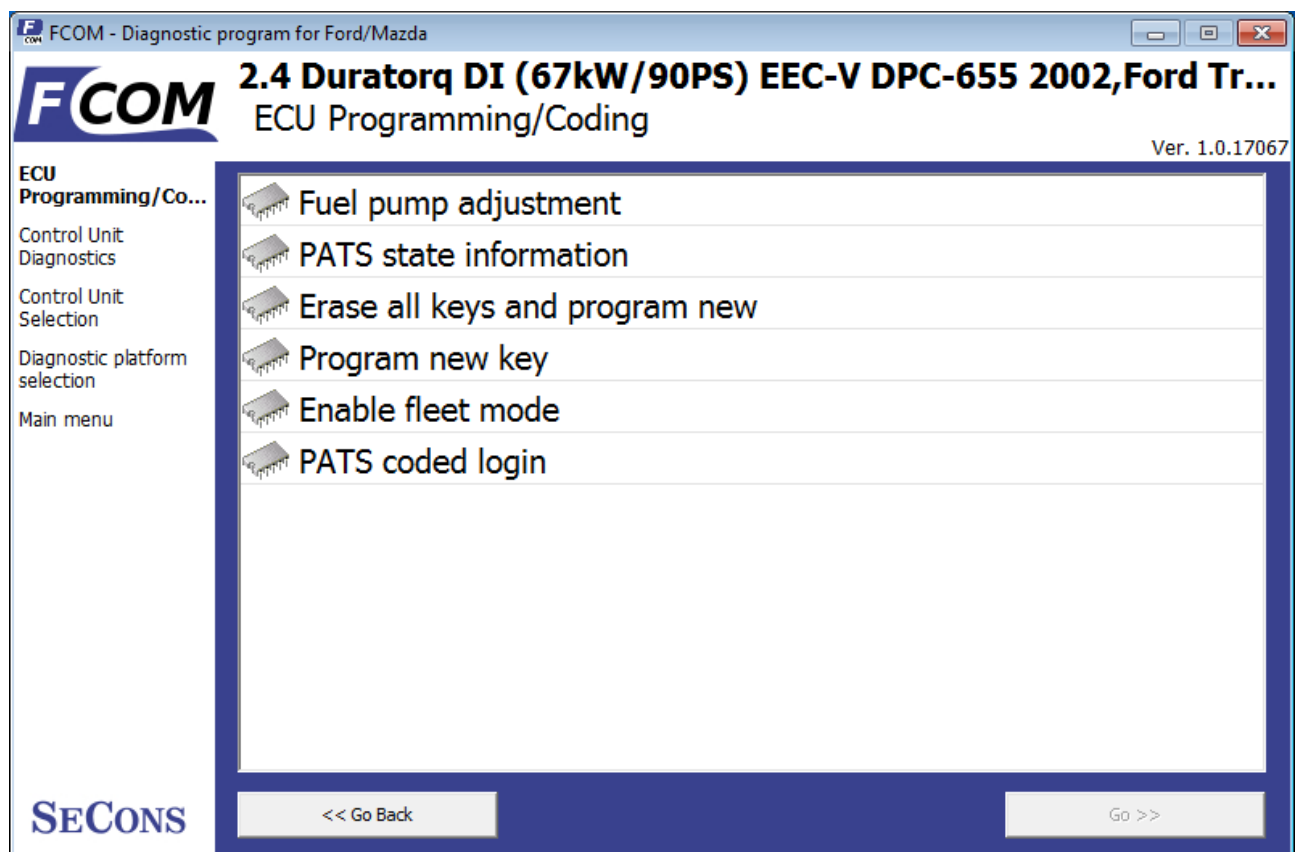 FCOM - Diagnostic program for Ford/Mazda
FCOM
2.4 Duratorq DI (67kW/90PS) EEC-V DPC-655 2002,Ford Tr...
ECU Programming/Coding
Ver. 1.0.17067
ECU
Programming/Co...
Control Unit
Diagnostics
Control Unit
Selection
Diagnostic platform
selection
Main menu
Fuel pump adjustment
PATS state information
Erase all keys and program new
Program new key
Enable fleet mode
PATS coded login
SECONS
<< Go Back
Go >>